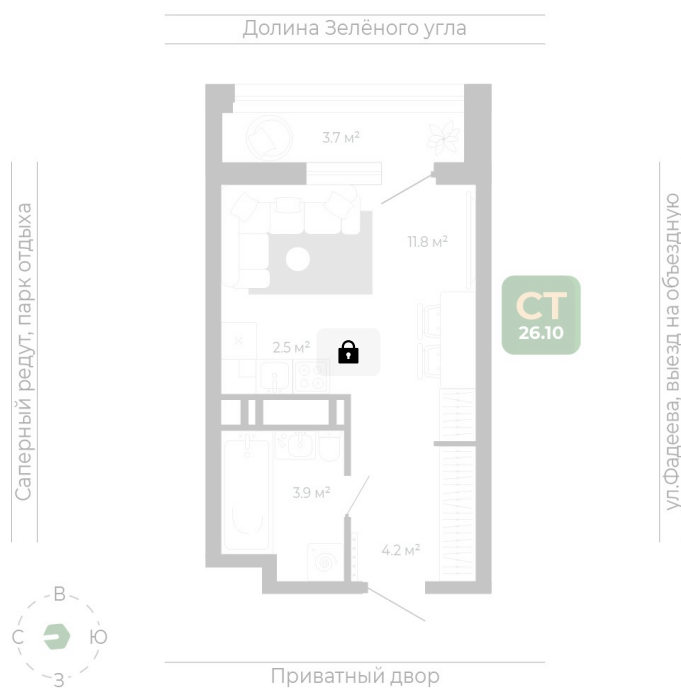 Долина Зелёного угла
3.7 м²
Саперный редут, парк отдыха
ул.Фадеева, выезд на объездную
11.8 м²
СТ
26.10
2.5 м²
3.9 м²
4.2 м²
В
С
Ю
З
Приватный двор